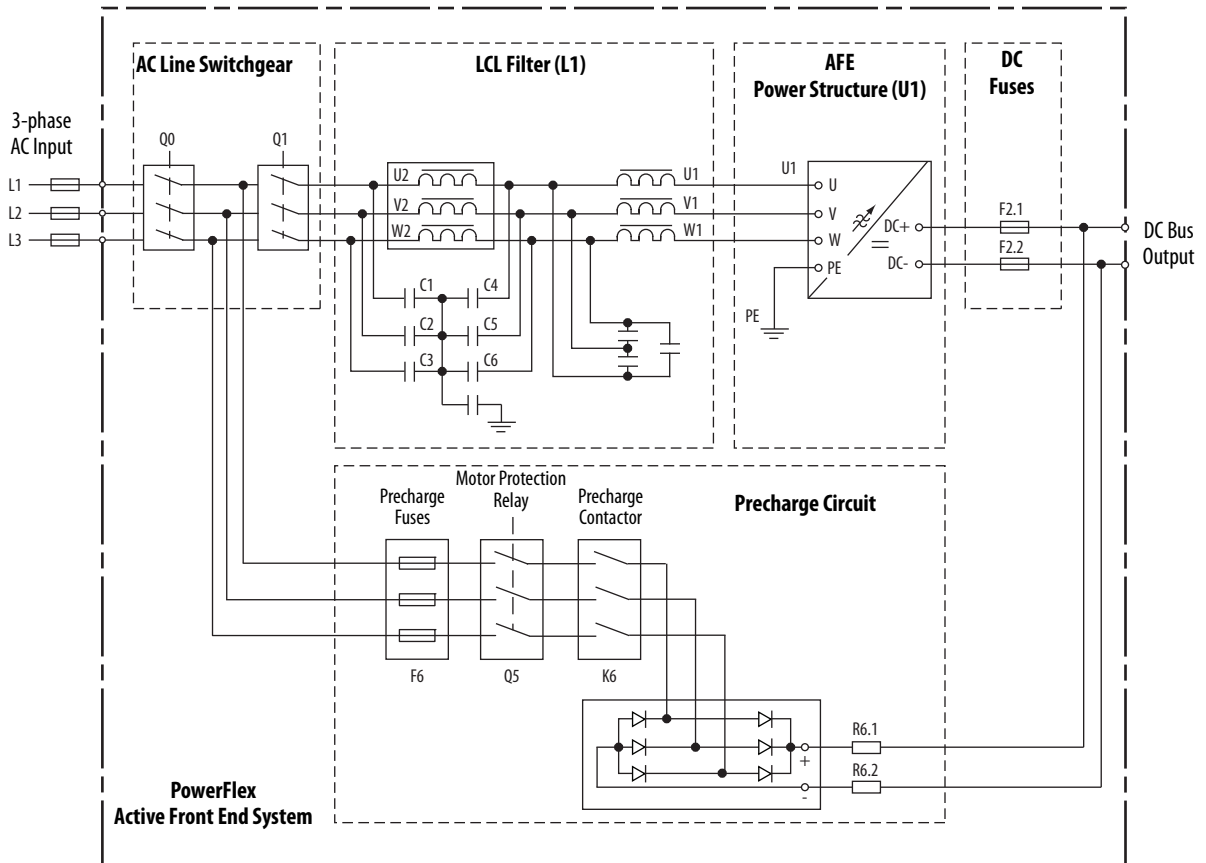 AC Line Switchgear
LCL Filter (L1)
AFE
Power Structure (U1)
DC
Fuses
3-phase
AC Input
Q0
Q1
L1
L2
L3
U2
V2
W2
U1
V1
W1
U1
U
V
W
PE
DC+
DC-
F2.1
F2.2
DC Bus
Output
C1
C4
C2
C5
C3
C6
PE
Precharge Circuit
Precharge
Fuses
Motor Protection
Relay
Precharge
Contactor
F6
Q5
K6
+
-
R6.1
R6.2
PowerFlex
Active Front End System